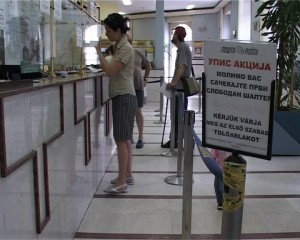 УПИС АКЦИЈА
МОЛИМО ВАС
САЧЕКАЈТЕ ПРВИ
СЛОБОДАН ШАЛТЕР
KÉRJÜK VÁRJA
MEG AZ ELSŐ SZABAD
TOLÓABLAKOT